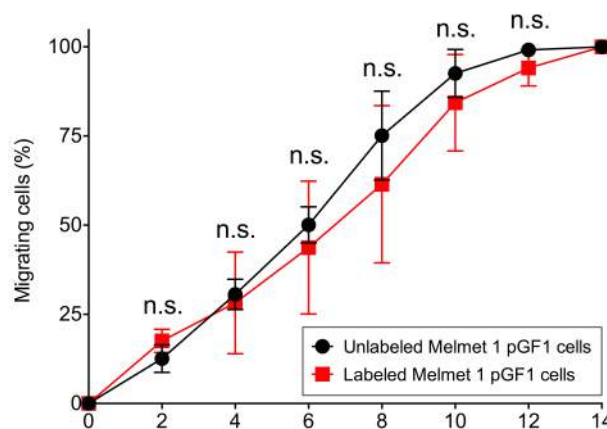 n.s.
n.s.
n.s.
n.s.
n.s.
n.s.
100
75
50
25
0
Migrating cells (%)
Unlabeled Melmet 1 pGF1 cells
Labeled Melmet 1 pGF1 cells
0 2 4 6 8 10 12 14